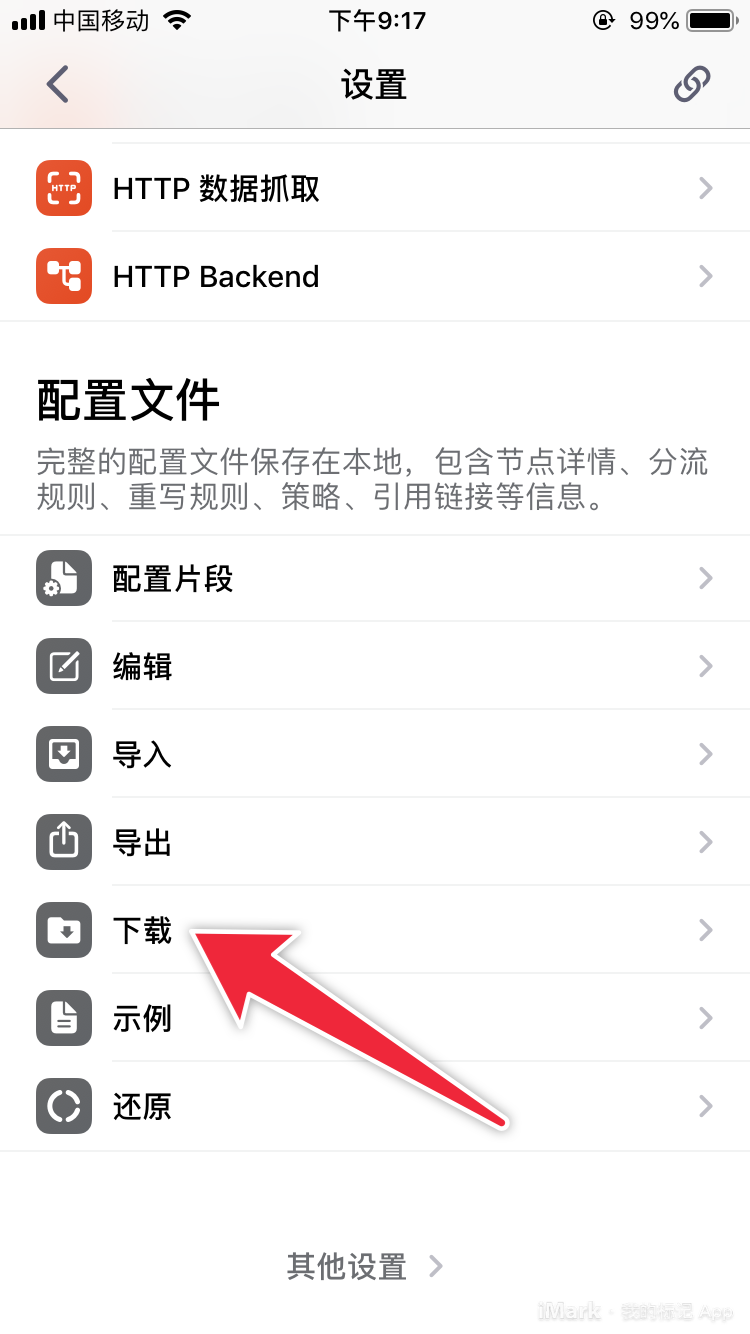 中国移动
下午9:17
99%
设置
HTTP
HTTP 数据抓取
HTTP Backend
配置文件
完整的配置文件保存在本地，包含节点详情、分流
规则、重写规则、策略、引用链接等信息。
配置片段
编辑
导入
导出
下载
示例
还原
其他设置
iMark · 我的标记 App